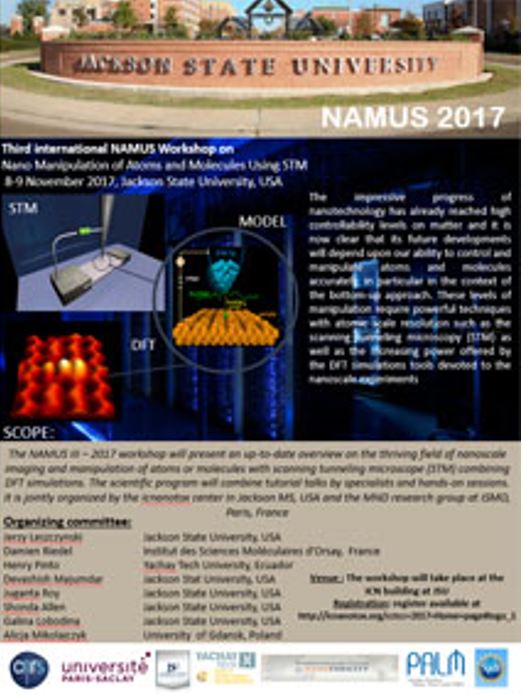 JACKSON STATE UNIVERSITY
NAMUS 2017
Third international NAMUS Workshop on
Nano Manipulation of Atoms and Molecules Using STM
8-9 November 2017, Jackson State University, USA
STM
MODEL
DFT
The impressive progress of
nanotechnology has already reached high
controllability levels on matter and it is
now clear that its future developments
will depend upon our ability to control and
manipulate atoms and molecules
accurately, in particular in the context of
the bottom-up approach. These levels of
manipulation require powerful techniques
with atomic scale resolution such as the
scanning tunneling microscopy (STM) as
well as the increasing power offered by
the DFT simulations tools devoted to the
nanoscale experiments
SCOPE:
The NAMUS III – 2017 workshop will present an up-to-date overview on the thriving field of nanoscale
imaging and manipulation of atoms or molecules with scanning tunneling microscope (STM) combining
DFT simulations. The scientific program will combine tutorial talks by specialists and hands-on sessions.
It is jointly organized by the icnanotox center in Jackson MS, USA and the MND research group at ISMO,
Paris, France
Organizing committee:
Jerzy Leszczynski Jackson State University, USA
Damien Riedel Institut des Sciences Moléculaires d'Orsay, France
Henry Pinto Yachay Tech University, Ecuador
Devashish Majumdar Jackson Stat University, USA
Juganta Roy Jackson State University, USA
Shonda Allen Jackson State University, USA
Galina Lobodina Jackson State University, USA
Alicja Mikolajczyk University of Gdansk, Poland
Venue : The workshop will take place at the
ICN building at JSU
Registration: register available at
cnrs
université
PARIS-SACLAY
YACHAY
TECH
PALM